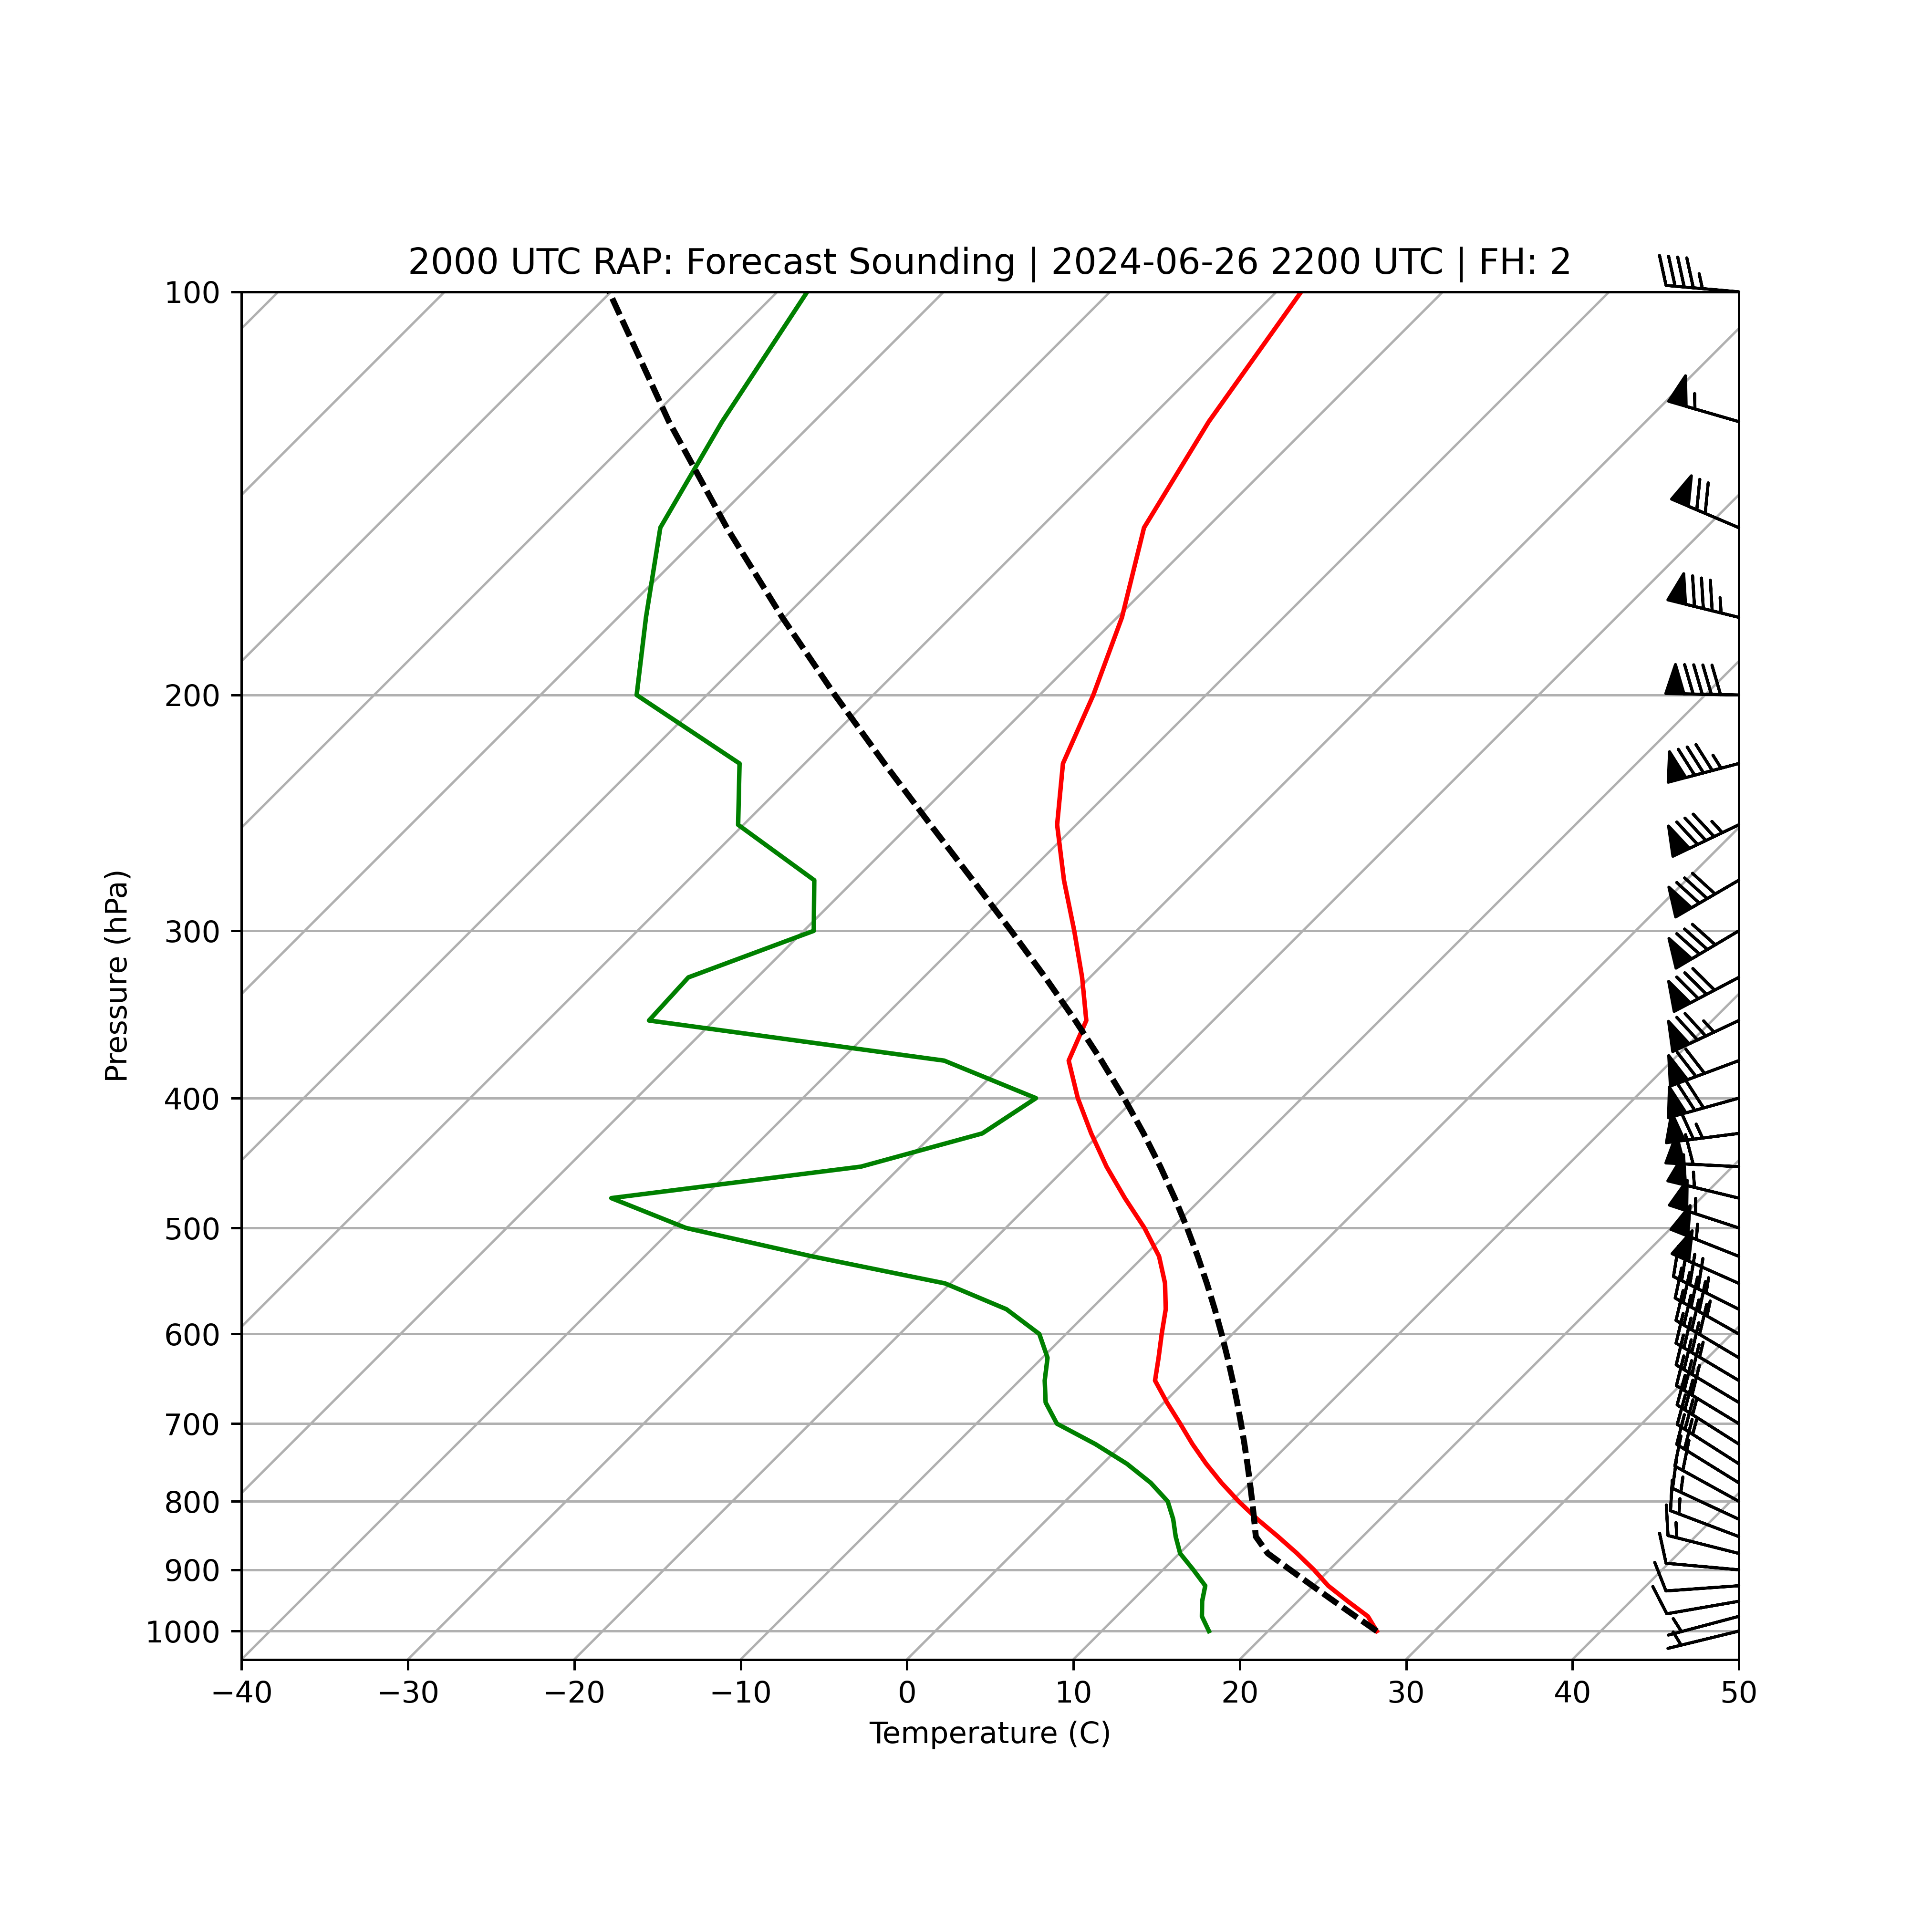 2000 UTC RAP: Forecast Sounding | 2024-06-26 2200 UTC | FH: 2
100
200
300
400
500
600
700
800
900
1000
Pressure (hPa)
−40 −30 −20 −10 0 10 20 30 40 50
Temperature (C)